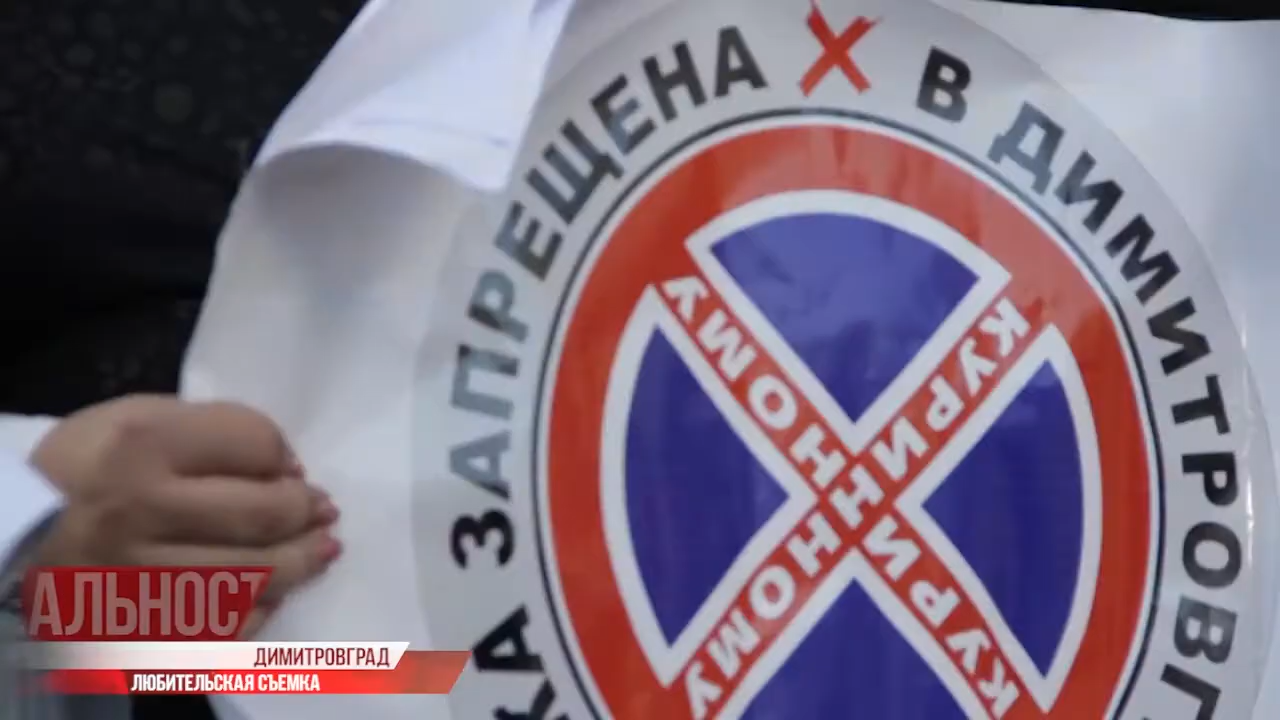 ЗАПРЕЩЕНА X В ДИМИТРОВГ
КУРИННОМУ
КУРИННОМУ
АЛЬНОСТ
ДИМИТРОВГРАД
ЛЮБИТЕЛЬСКАЯ СЪЕМКА